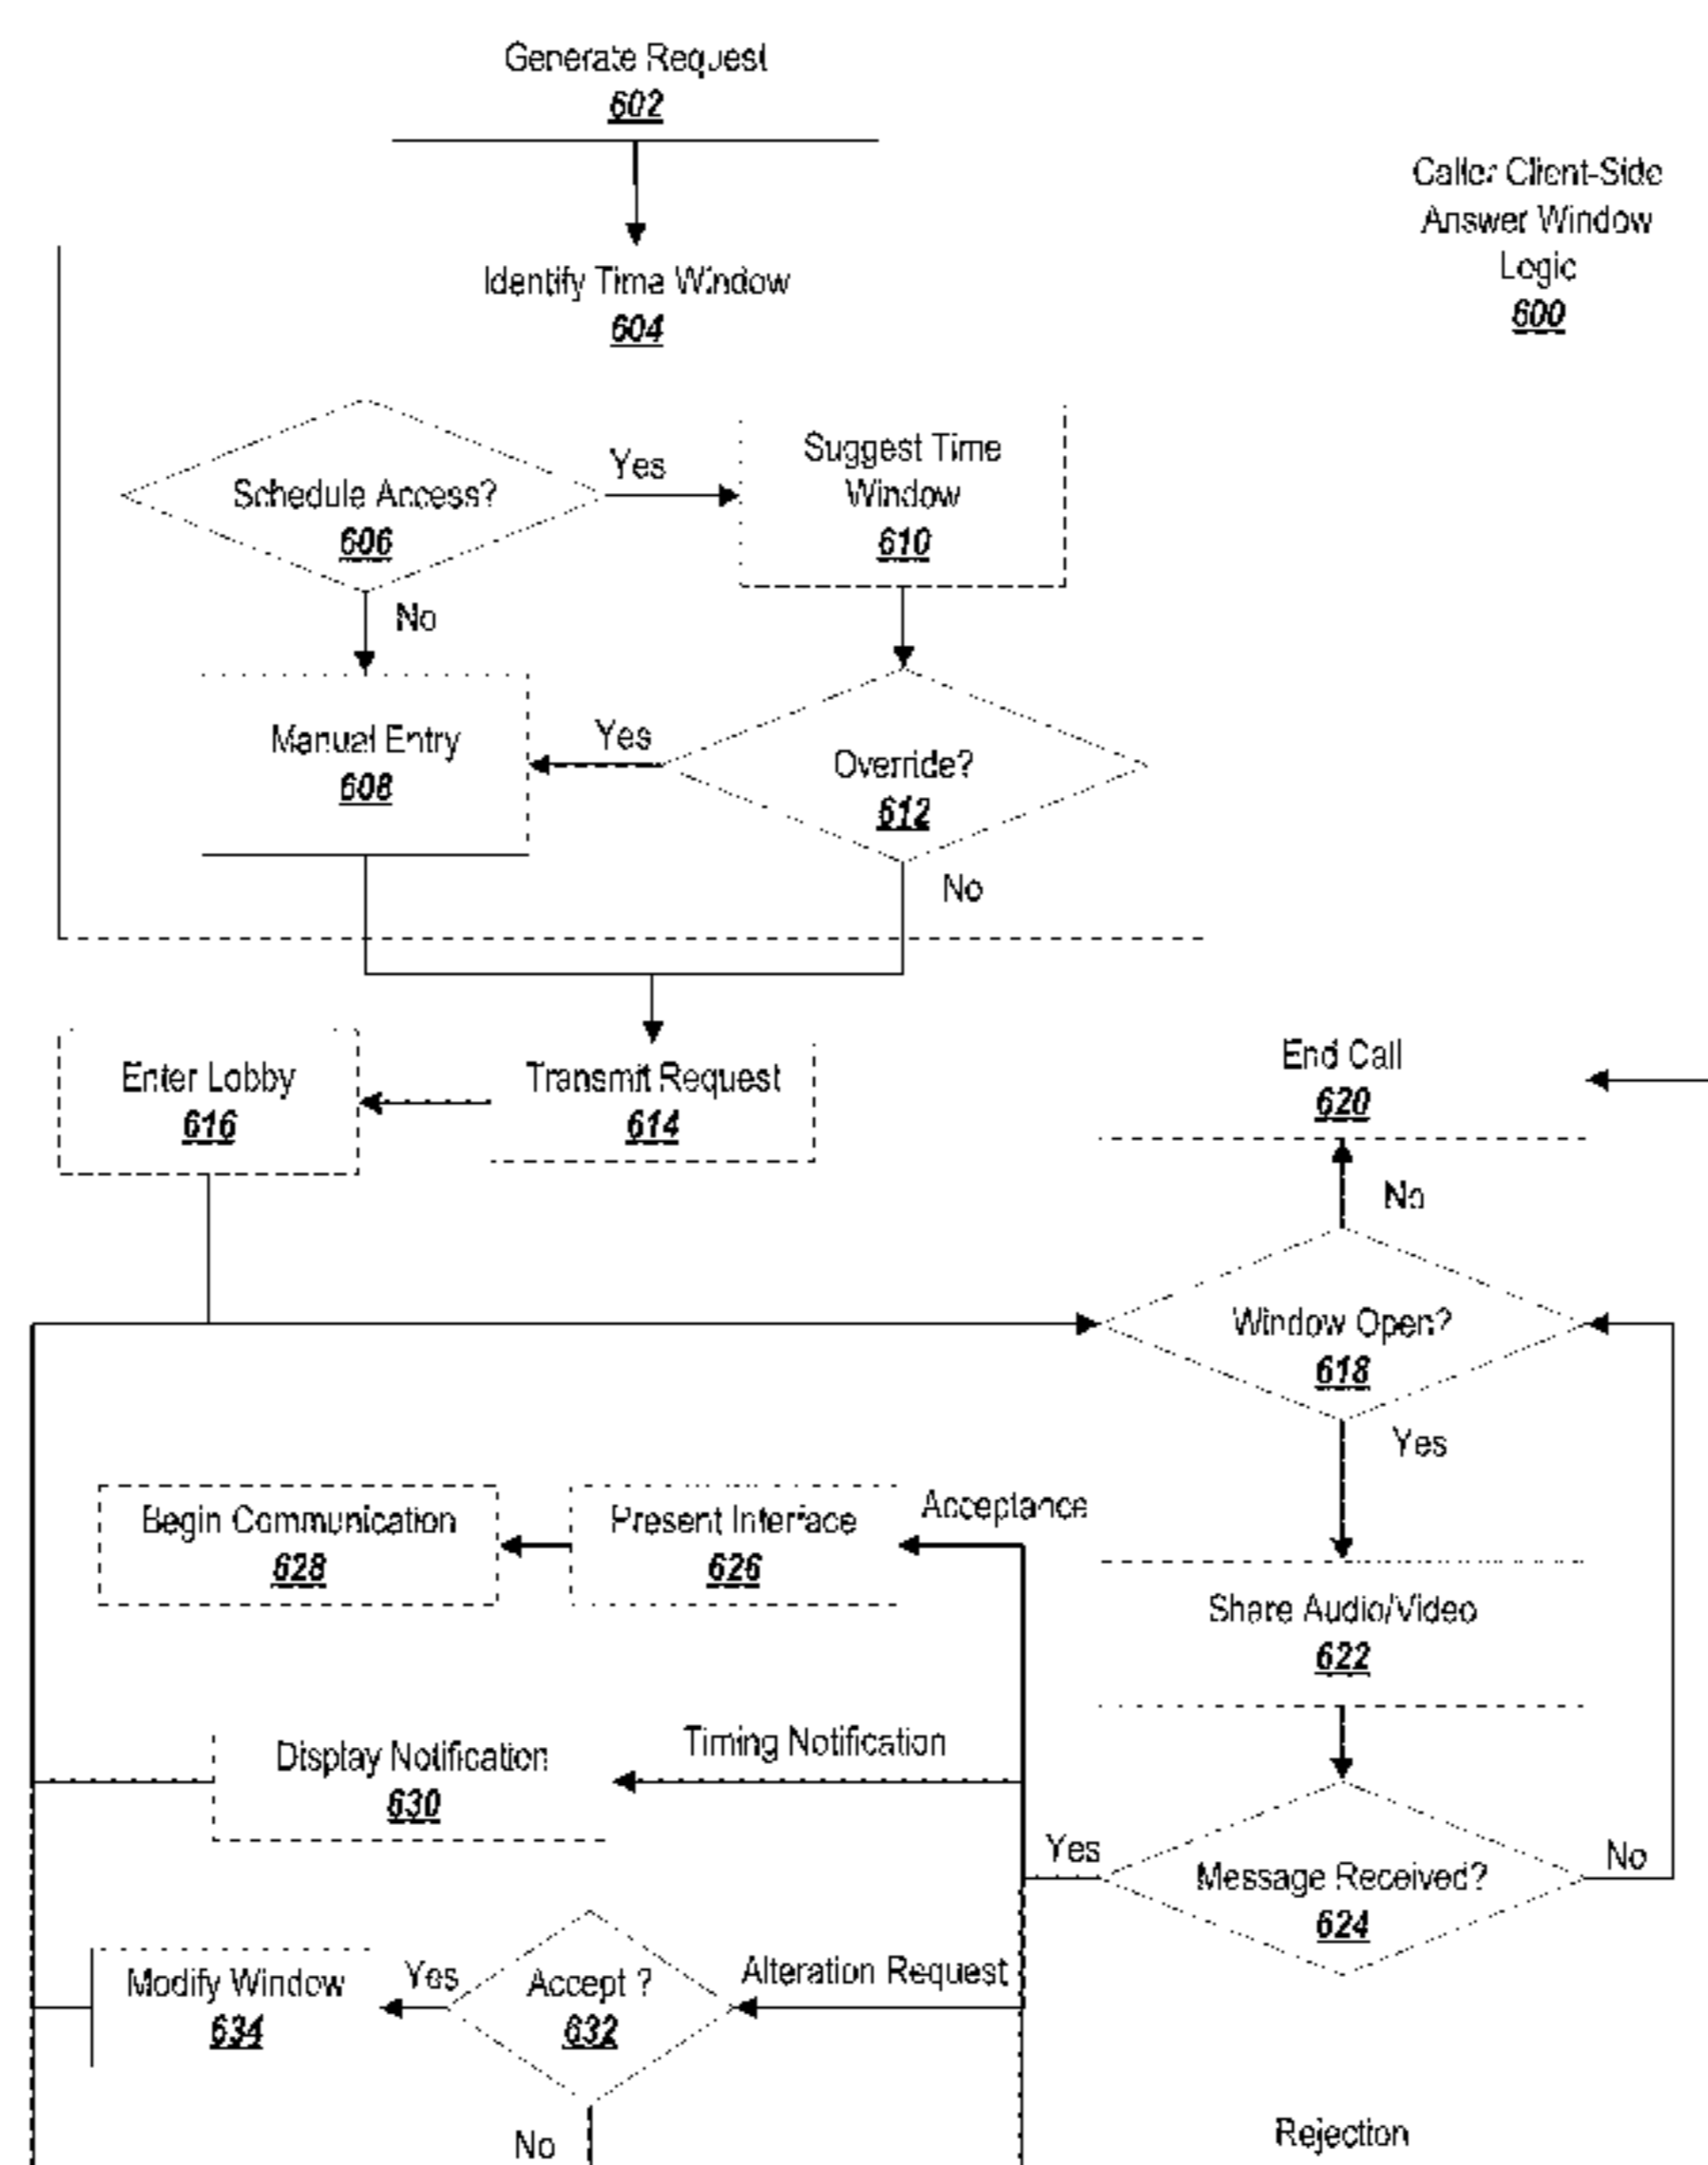 Generate Request
602
Caller Client-Side
Answer Window
Logic
600
Identify Time Window
604
Schedule Access?
606
Yes
Suggest Time
Window
610
No
Manual Entry
608
Yes
Override?
612
No
Enter Lobby
616
Transmit Request
614
End Call
620
No
Window Open?
618
Yes
Begin Communication
628
Present Interface
626
Acceptance
Share Audio/Video
622
Display Notification
630
Timing Notification
Yes
Message Received?
624
No
Modify Window
634
Yes
Accept ?
632
Alteration Request
No
Rejection